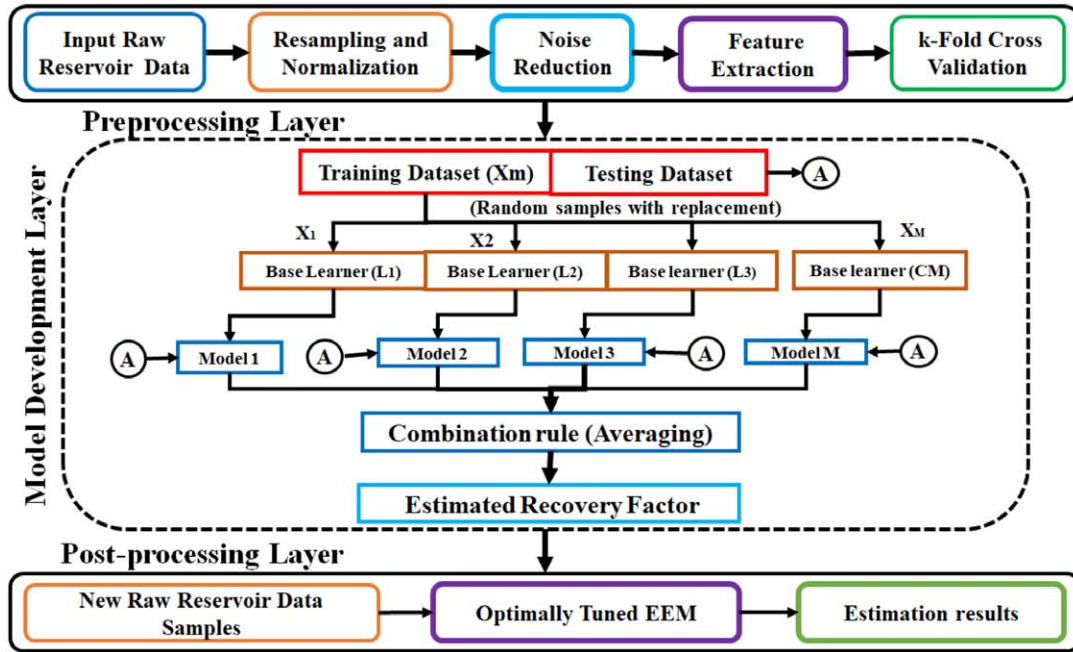 Input Raw
Reservoir Data
Resampling and
Normalization
Noise
Reduction
Feature
Extraction
k-Fold Cross
Validation
Preprocessing Layer
Model Development Layer
Training Dataset (Xm)
Testing Dataset
A
(Random samples with replacement)
X1
X2
XM
Base Learner (L1)
Base Learner (L2)
Base learner (L3)
Base learner (CM)
A
Model 1
A
Model 2
Model 3
A
Model M
A
Combination rule (Averaging)
Estimated Recovery Factor
Post-processing Layer
New Raw Reservoir Data
Samples
Optimally Tuned EEM
Estimation results